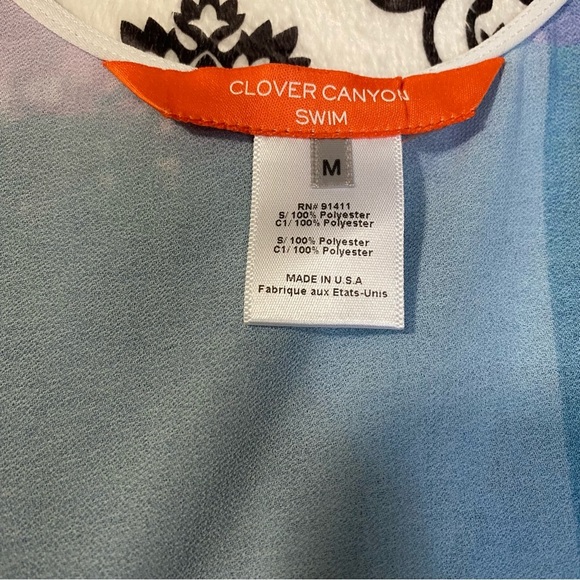 CLOVER CANYON
SWIM
M
RN# 91411
S/ 100% Polyester
C1/ 100% Polyester
S/ 100% Polyester
C1/ 100% Polyester
MADE IN U.S.A
Fabrique aux Etats-Unis